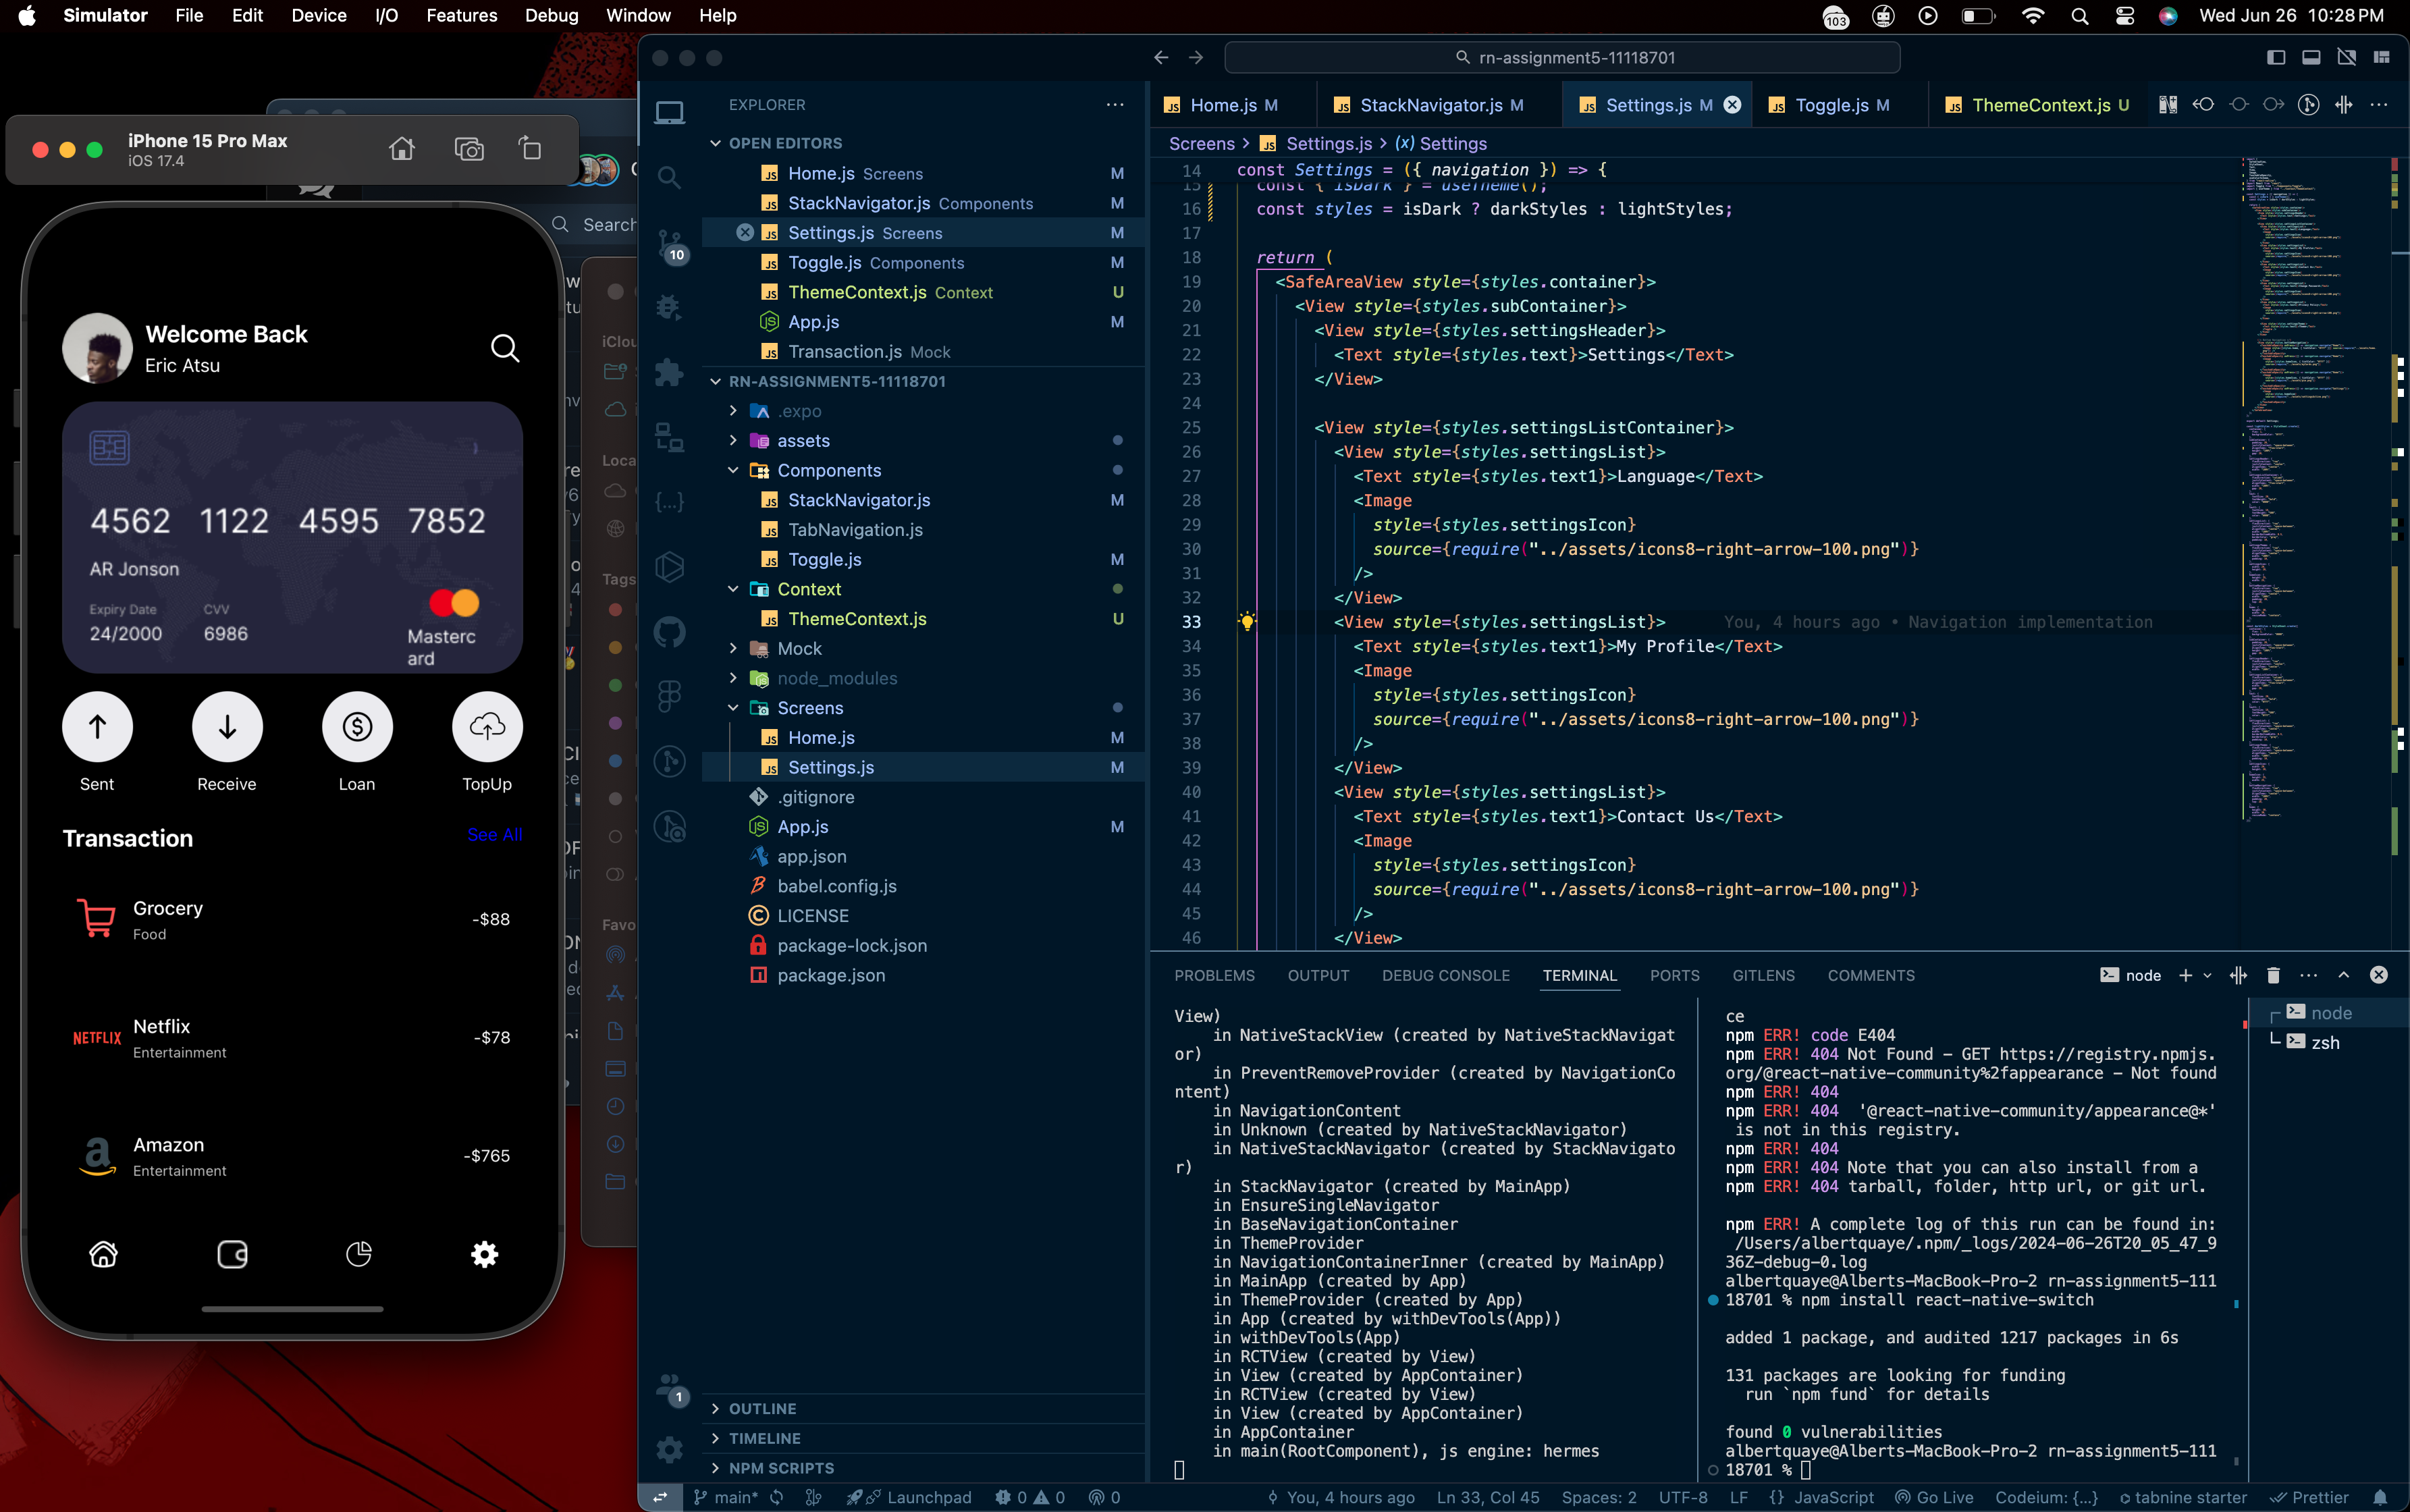 Simulator File Edit Device I/O Features Debug Window Help
103
Wed Jun 26 10:28 PM
iPhone 15 Pro Max
iOS 17.4
Search
Welcome Back
Eric Atsu
4562 1122 4595 7852
AR Jonson
Expiry Date CVV
24/2000 6986
Masterc
ard
Sent Receive Loan TopUp
Transaction See All
Grocery
Food
-$88
NETFLIX
Netflix
Entertainment
-$78
Amazon
Entertainment
-$765
Tags
rn-assignment5-11118701
EXPLORER
OPEN EDITORS
Home.js Screens M
StackNavigator.js Components M
Settings.js Screens M
Toggle.js Components M
ThemeContext.js Context U
App.js M
Transaction.js Mock
RN-ASSIGNMENT5-11118701
.expo
assets
Components
StackNavigator.js M
TabNavigation.js
Toggle.js M
Context
ThemeContext.js U
Mock
node_modules
Screens
Home.js M
Settings.js M
.gitignore
App.js M
app.json
babel.config.js
LICENSE
package-lock.json
package.json
OUTLINE
TIMELINE
NPM SCRIPTS
10
1
Home.js M StackNavigator.js M Settings.js M Toggle.js M ThemeContext.js U
Screens > Settings.js > Settings
14 const Settings = ({ navigation }) => {
15 const { isDark } = useTheme();
16 const styles = isDark ? darkStyles : lightStyles;
17
18 return (
19 <SafeAreaView style={styles.container}>
20 <View style={styles.subContainer}>
21 <View style={styles.settingsHeader}>
22 <Text style={styles.text}>Settings</Text>
23 </View>
24
25 <View style={styles.settingsListContainer}>
26 <View style={styles.settingsList}>
27 <Text style={styles.text1}>Language</Text>
28 <Image
29 style={styles.settingsIcon}
30 source={require("../assets/icons8-right-arrow-100.png")}
31 />
32 </View>
33 <View style={styles.settingsList}> You, 4 hours ago • Navigation implementation
34 <Text style={styles.text1}>My Profile</Text>
35 <Image
36 style={styles.settingsIcon}
37 source={require("../assets/icons8-right-arrow-100.png")}
38 />
39 </View>
40 <View style={styles.settingsList}>
41 <Text style={styles.text1}>Contact Us</Text>
42 <Image
43 style={styles.settingsIcon}
44 source={require("../assets/icons8-right-arrow-100.png")}
45 />
46 </View>
PROBLEMS OUTPUT DEBUG CONSOLE TERMINAL PORTS GITLENS COMMENTS
node
View)
in NativeStackView (created by NativeStackNavigat
or)
in PreventRemoveProvider (created by NavigationCo
ntent)
in NavigationContent
in Unknown (created by NativeStackNavigator)
in NativeStackNavigator (created by StackNavigato
r)
in StackNavigator (created by MainApp)
in EnsureSingleNavigator
in BaseNavigationContainer
in ThemeProvider
in NavigationContainerInner (created by MainApp)
in MainApp (created by App)
in ThemeProvider (created by App)
in App (created by withDevTools(App))
in withDevTools(App)
in RCTView (created by View)
in View (created by AppContainer)
in RCTView (created by View)
in View (created by AppContainer)
in AppContainer
in main(RootComponent), js engine: hermes
ce
npm ERR! code E404
npm ERR! 404 Not Found - GET https://registry.npmjs.
org/@react-native-community%2fappearance - Not found
npm ERR! 404
npm ERR! 404 '@react-native-community/appearance@*'
is not in this registry.
npm ERR! 404
npm ERR! 404 Note that you can also install from a
npm ERR! 404 tarball, folder, http url, or git url.
npm ERR! A complete log of this run can be found in:
/Users/albertquaye/.npm/_logs/2024-06-26T20_05_47_9
36Z-debug-0.log
albertquaye@Alberts-MacBook-Pro-2 rn-assignment5-111
18701 % npm install react-native-switch
added 1 package, and audited 1217 packages in 6s
131 packages are looking for funding
run `npm fund` for details
found 0 vulnerabilities
albertquaye@Alberts-MacBook-Pro-2 rn-assignment5-111
18701 %
node
zsh
main* Launchpad 0 0 0 You, 4 hours ago Ln 33, Col 45 Spaces: 2 UTF-8 LF {} JavaScript Go Live Codeium: {...} tabnine starter Prettier